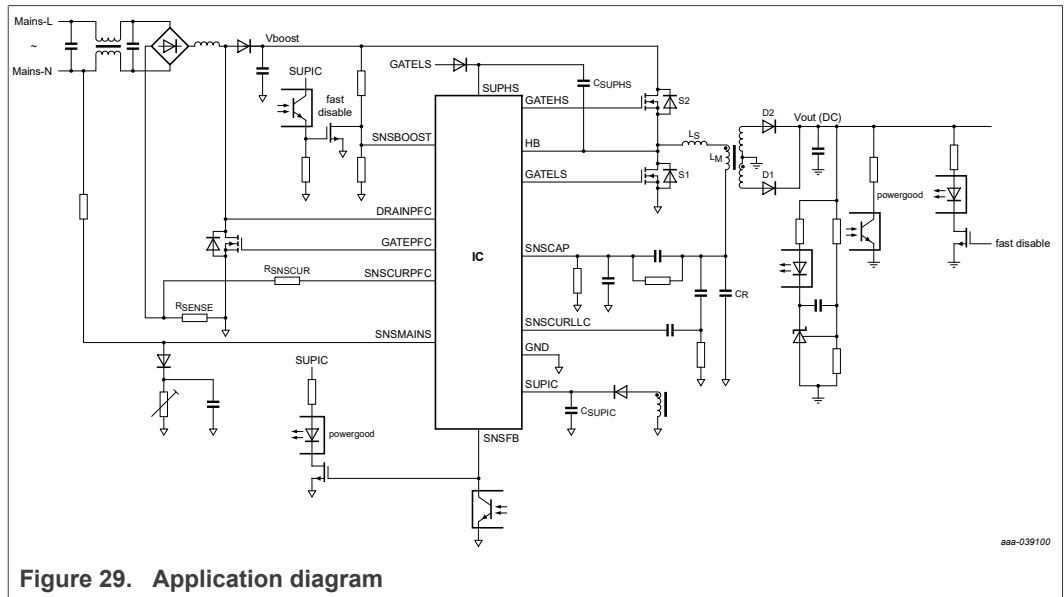 Mains-L
~
Mains-N
Vboost
SUPIC
fast
disable
GATELS
SUPHS
CSUPHS
GATEHS
S2
SNSBOOST
HB
LS
LM
D2
Vout (DC)
D1
GATELS
S1
powergood
powergood
fast disable
DRAINPFC
GATEPFC
IC
SNSCAP
RSNSCUR
SNSCURPFC
RSENSE
CR
SNSMAINS
SNSCURLLC
GND
SUPIC
SUPIC
CSUPIC
powergood
SNSFB
aaa-039100
Figure 29. Application diagram